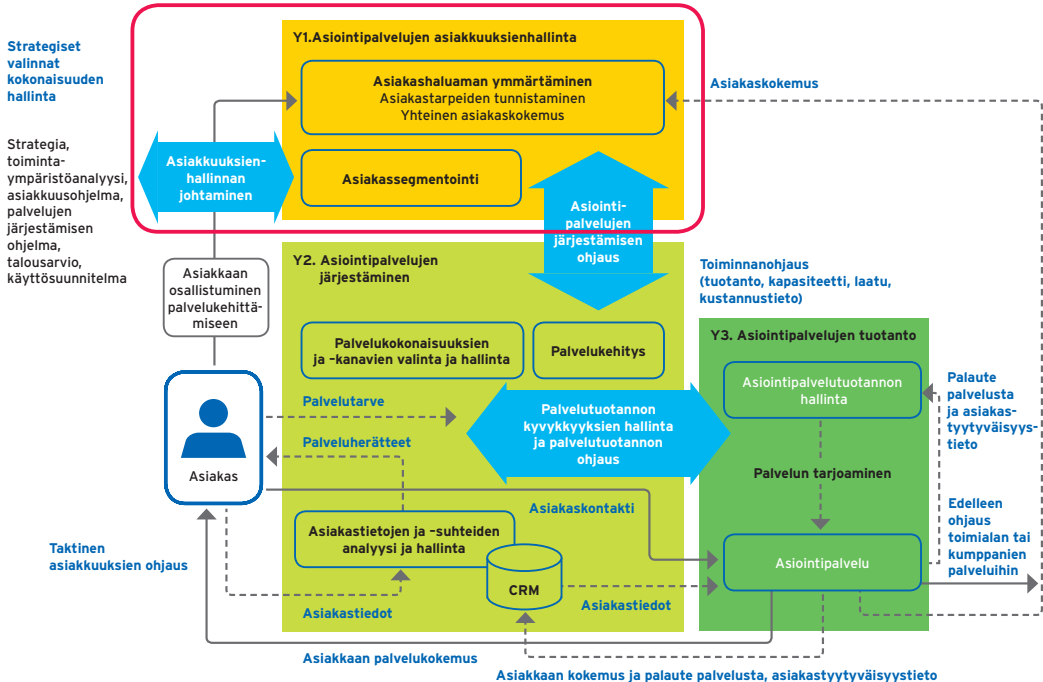 Strategiset
valinnat
kokonaisuuden
hallinta
Strategia,
toiminta-
ympäristöanalyysi,
asiakkuusohjelma,
palvelujen
järjestämisen
ohjelma,
talousarvio,
käyttösuunnitelma
Y1.Asiointipalvelujen asiakkuuksienhallinta
Asiakashaluaman ymmärtäminen
Asiakastarpeiden tunnistaminen
Yhteinen asiakaskokemus
Asiakassegmentointi
Asiakkuuksien-
hallinnan
johtaminen
Asiakaskokemus
Asiointi-
palvelujen
järjestämisen
ohjaus
Asiakkaan
osallistuminen
palvelukehittä-
miseen
Y2. Asiointipalvelujen
järjestäminen
Palvelukokonaisuuksien
ja -kanavien valinta ja hallinta
Palvelukehitys
Toiminnanohjaus
(tuotanto, kapasiteetti, laatu,
kustannustieto)
Y3. Asiointipalvelujen tuotanto
Asiointipalvelutuotannon
hallinta
Palvelun tarjoaminen
Asiointipalvelu
Palaute
palvelusta
ja asiakas-
tyytyväisyys-
tieto
Edelleen
ohjaus
toimialan tai
kumppanien
palveluihin
Asiakas
Palvelutarve
Palveluherätteet
Palvelutuotannon
kyvykkyyksien hallinta
ja palvelutuotannon
ohjaus
Asiakaskontakti
Asiakastietojen ja -suhteiden
analyysi ja hallinta
CRM
Asiakastiedot
Asiakastiedot
Taktinen
asiakkuuksien ohjaus
Asiakkaan palvelukokemus
Asiakkaan kokemus ja palaute palvelusta, asiakastyytyväisyystieto